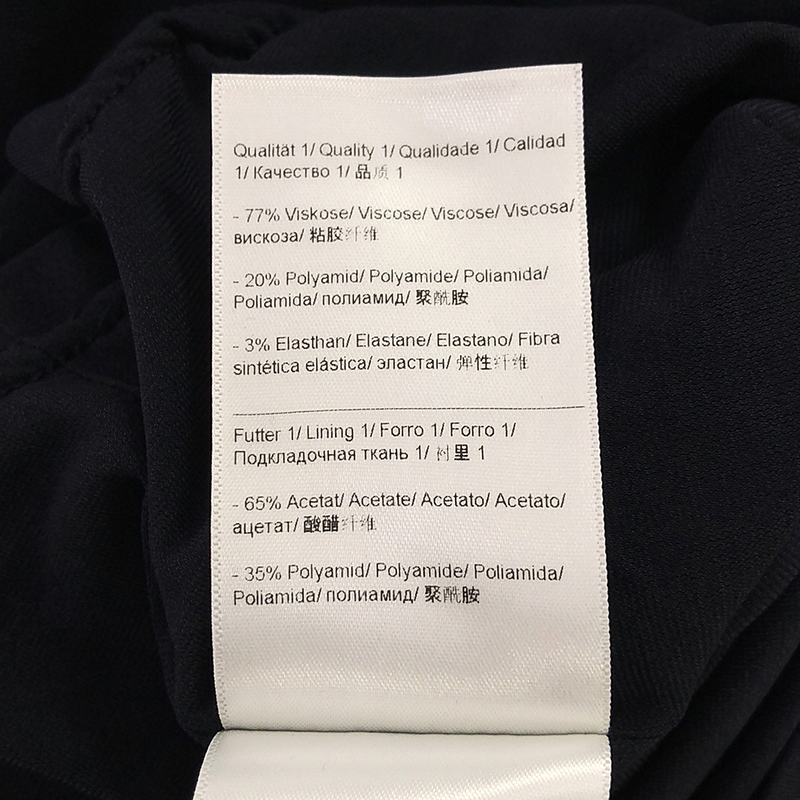 Qualität 1/ Quality 1/ Qualidade 1/ Calidad
1/ Качество 1/ 品质 1
- 77% Viskose/ Viscose/ Viscose/ Viscosa/
вискоза/ 粘胶纤维
- 20% Polyamid/ Polyamide/ Poliamida/
Poliamida/ полиамид/ 聚酰胺
- 3% Elasthan/ Elastane/ Elastano/ Fibra
sintética elástica/ эластан/ 弹性纤维
Futter 1/ Lining 1/ Forro 1/ Forro 1/
Подкладочная ткань 1/ 衬里 1
- 65% Acetat/ Acetate/ Acetato/ Acetato/
ацетат/ 酸醋纤维
- 35% Polyamid/ Polyamide/ Poliamida/
Poliamida/ полиамид/ 聚酰胺